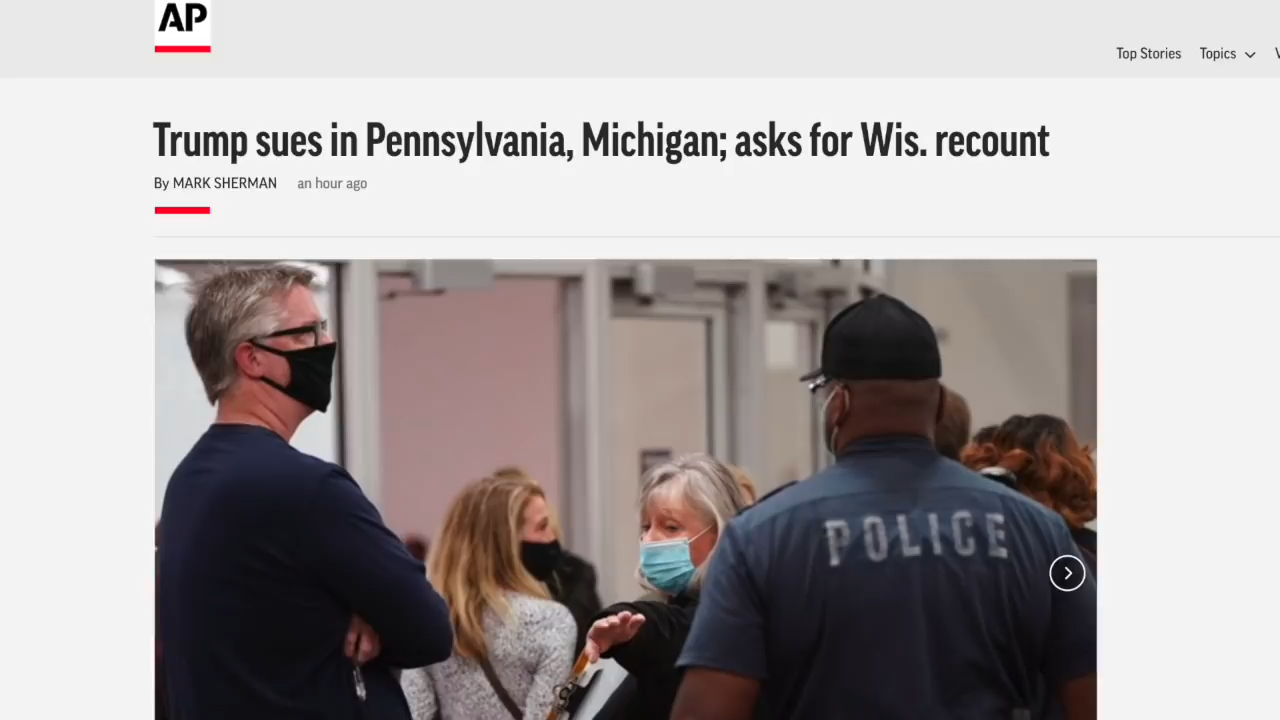 AP
Top Stories Topics
Trump sues in Pennsylvania, Michigan; asks for Wis. recount
By MARK SHERMAN an hour ago
POLICE